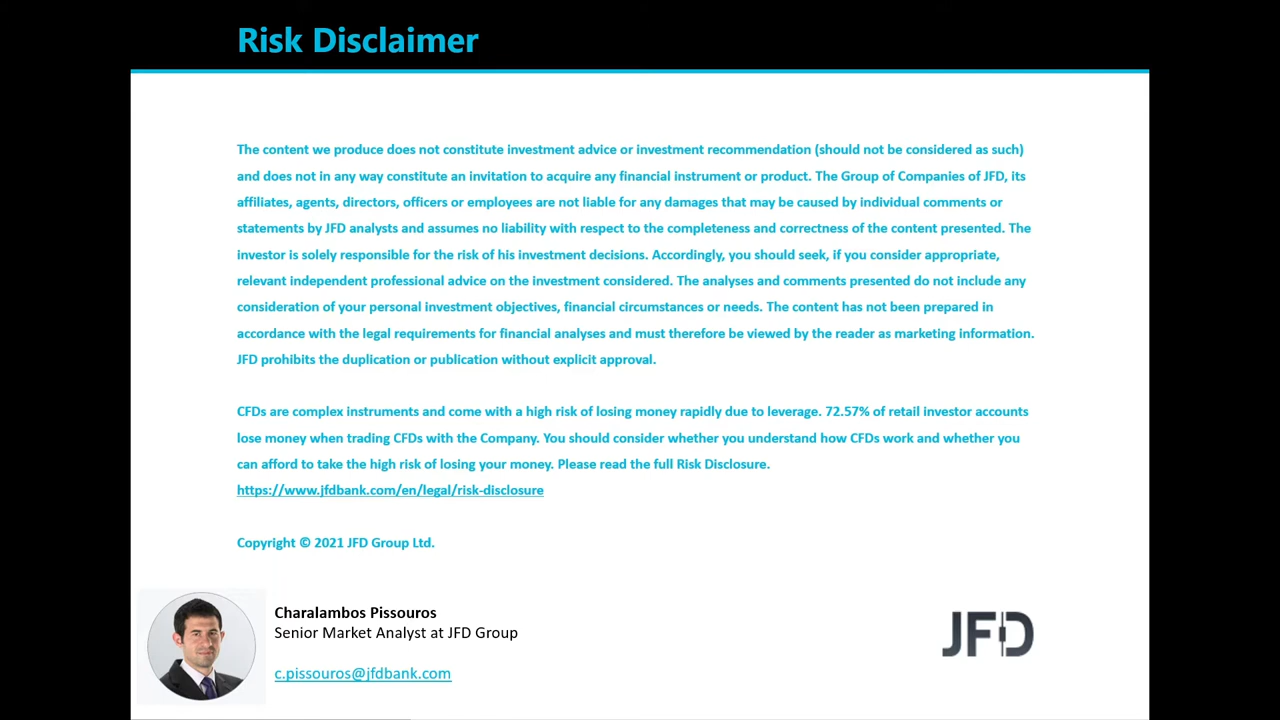 Risk Disclaimer
The content we produce does not constitute investment advice or investment recommendation (should not be considered as such)
and does not in any way constitute an invitation to acquire any financial instrument or product. The Group of Companies of JFD, its
affiliates, agents, directors, officers or employees are not liable for any damages that may be caused by individual comments or
statements by JFD analysts and assumes no liability with respect to the completeness and correctness of the content presented. The
investor is solely responsible for the risk of his investment decisions. Accordingly, you should seek, if you consider appropriate,
relevant independent professional advice on the investment considered. The analyses and comments presented do not include any
consideration of your personal investment objectives, financial circumstances or needs. The content has not been prepared in
accordance with the legal requirements for financial analyses and must therefore be viewed by the reader as marketing information.
JFD prohibits the duplication or publication without explicit approval.
CFDs are complex instruments and come with a high risk of losing money rapidly due to leverage. 72.57% of retail investor accounts
lose money when trading CFDs with the Company. You should consider whether you understand how CFDs work and whether you
can afford to take the high risk of losing your money. Please read the full Risk Disclosure.
https://www.jfdbank.com/en/legal/risk-disclosure
Copyright © 2021 JFD Group Ltd.
Charalambos Pissouros
Senior Market Analyst at JFD Group
c.pissouros@jfdbank.com
JFD